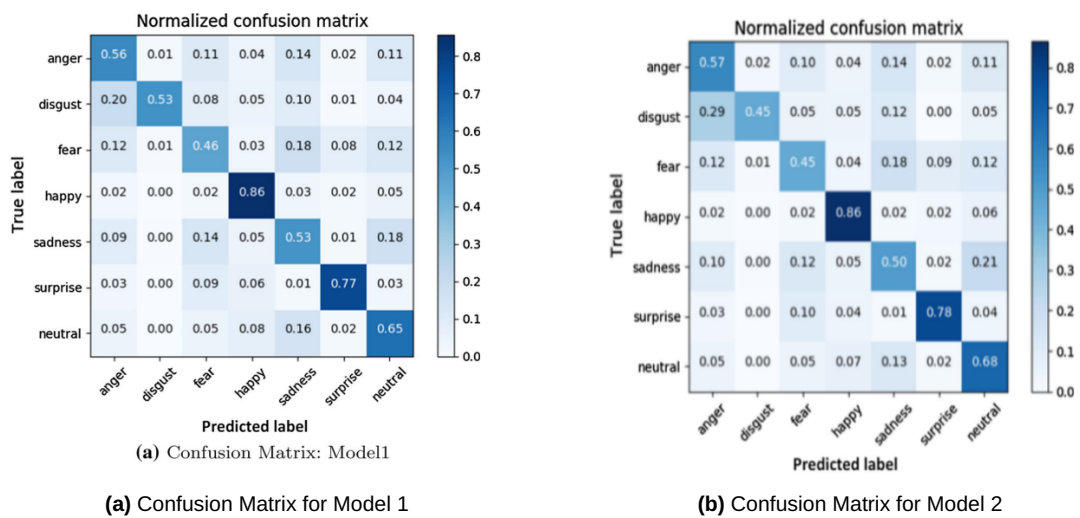 Normalized confusion matrix
anger 0.56 0.01 0.11 0.04 0.14 0.02 0.11
disgust 0.20 0.53 0.08 0.05 0.10 0.01 0.04
fear 0.12 0.01 0.46 0.03 0.18 0.08 0.12
happy 0.02 0.00 0.02 0.86 0.03 0.02 0.05
sadness 0.09 0.00 0.14 0.05 0.53 0.01 0.18
surprise 0.03 0.00 0.09 0.06 0.01 0.77 0.03
neutral 0.05 0.00 0.05 0.08 0.16 0.02 0.65
True label
anger disgust fear happy sadness surprise neutral
Predicted label
0.8
0.7
0.6
0.5
0.4
0.3
0.2
0.1
0.0
(a) Confusion Matrix: Model1
(a) Confusion Matrix for Model 1
Normalized confusion matrix
anger 0.57 0.02 0.10 0.04 0.14 0.02 0.11
disgust 0.29 0.45 0.05 0.05 0.12 0.00 0.05
fear 0.12 0.01 0.45 0.04 0.18 0.09 0.12
happy 0.02 0.00 0.02 0.86 0.02 0.02 0.06
sadness 0.10 0.00 0.12 0.05 0.50 0.02 0.21
surprise 0.03 0.00 0.10 0.04 0.01 0.78 0.04
neutral 0.05 0.00 0.05 0.07 0.13 0.02 0.68
True label
anger disgust fear happy sadness surprise neutral
Predicted label
0.8
0.7
0.6
0.5
0.4
0.3
0.2
0.1
0.0
(b) Confusion Matrix for Model 2